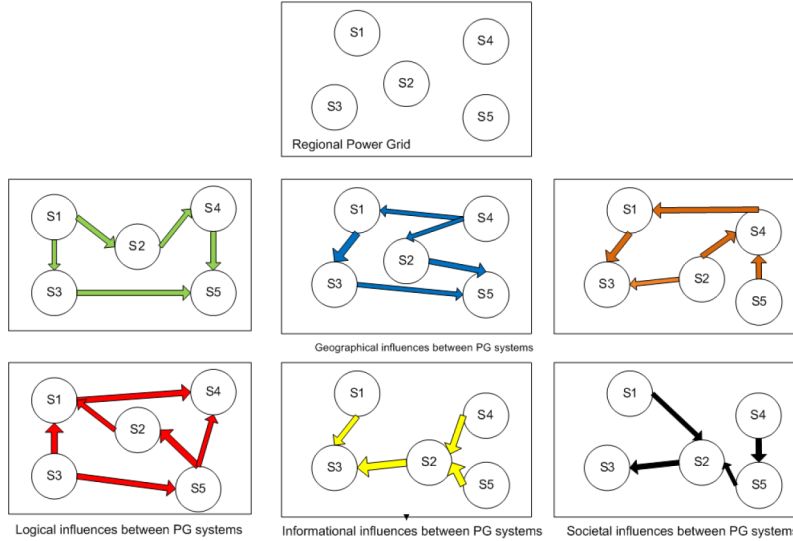 S1
S4
S2
S3
S5
Regional Power Grid
S1
S4
S2
S3
S5
S1
S4
S2
S3
S5
S1
S4
S2
S3
S5
Geographical influences between PG systems
S1
S4
S2
S3
S5
S1
S4
S2
S3
S5
S1
S4
S2
S3
S5
Logical influences between PG systems
Informational influences between PG systems
Societal influences between PG systems